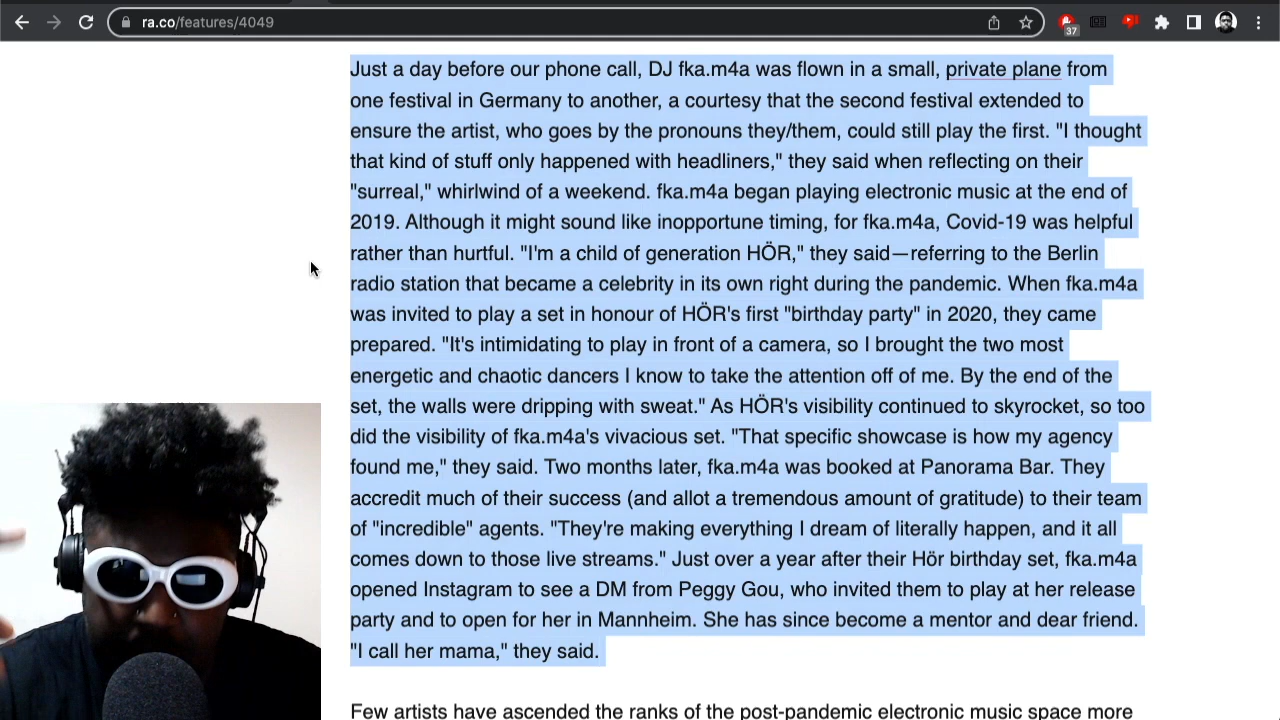 ra.co/features/4049
37
Just a day before our phone call, DJ fka.m4a was flown in a small, private plane from
one festival in Germany to another, a courtesy that the second festival extended to
ensure the artist, who goes by the pronouns they/them, could still play the first. "I thought
that kind of stuff only happened with headliners," they said when reflecting on their
"surreal," whirlwind of a weekend. fka.m4a began playing electronic music at the end of
2019. Although it might sound like inopportune timing, for fka.m4a, Covid-19 was helpful
rather than hurtful. "I'm a child of generation HÖR," they said—referring to the Berlin
radio station that became a celebrity in its own right during the pandemic. When fka.m4a
was invited to play a set in honour of HÖR's first "birthday party" in 2020, they came
prepared. "It's intimidating to play in front of a camera, so I brought the two most
energetic and chaotic dancers I know to take the attention off of me. By the end of the
set, the walls were dripping with sweat." As HÖR's visibility continued to skyrocket, so too
did the visibility of fka.m4a's vivacious set. "That specific showcase is how my agency
found me," they said. Two months later, fka.m4a was booked at Panorama Bar. They
accredit much of their success (and allot a tremendous amount of gratitude) to their team
of "incredible" agents. "They're making everything I dream of literally happen, and it all
comes down to those live streams." Just over a year after their Hör birthday set, fka.m4a
opened Instagram to see a DM from Peggy Gou, who invited them to play at her release
party and to open for her in Mannheim. She has since become a mentor and dear friend.
"I call her mama," they said.
Few artists have ascended the ranks of the post-pandemic electronic music space more